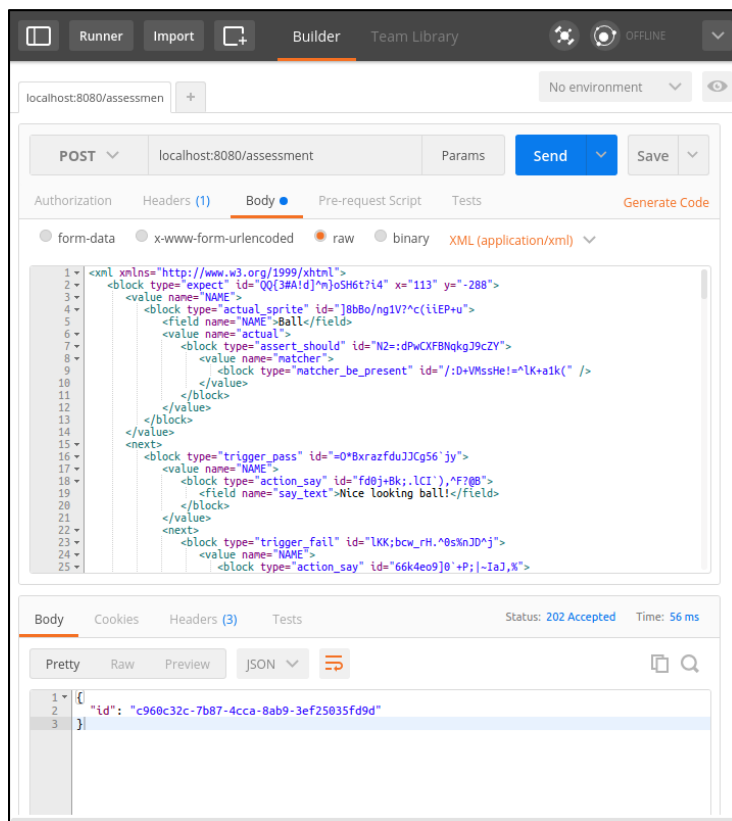 Runner Import Builder Team Library OFFLINE
localhost:8080/assessmen + No environment
POST localhost:8080/assessment Params Send Save
Authorization Headers (1) Body Pre-request Script Tests Generate Code
form-data x-www-form-urlencoded raw binary XML (application/xml)
1 <xml xmlns="http://www.w3.org/1999/xhtml">
2 <block type="expect" id="QQ{3#A!d]^m}oSH6t?i4" x="113" y="-288">
3 <value name="NAME">
4 <block type="actual_sprite" id="]8bBo/ng1V?^c(iiEP+u">
5 <field name="NAME">Ball</field>
6 <value name="actual">
7 <block type="assert_should" id="N2=:dPwCXFBNqkgJ9cZY">
8 <value name="matcher">
9 <block type="matcher_be_present" id="/:D+VMssHe!=^lK+a1k(" />
10 </value>
11 </block>
12 </value>
13 </block>
14 </value>
15 <next>
16 <block type="trigger_pass" id="=O*BxrazfduJJCg56`jy">
17 <value name="NAME">
18 <block type="action_say" id="fd0j+Bk;.lCI`),^F?@B">
19 <field name="say_text">Nice looking ball!</field>
20 </block>
21 </value>
22 <next>
23 <block type="trigger_fail" id="lKK;bcw_rH.^0s%nJD^j">
24 <value name="NAME">
25 <block type="action_say" id="66k4eo9]0`+P;|~IaJ,%">
Body Cookies Headers (3) Tests Status: 202 Accepted Time: 56 ms
Pretty Raw Preview JSON
1 {
2 "id": "c960c32c-7b87-4cca-8ab9-3ef25035fd9d"
3 }